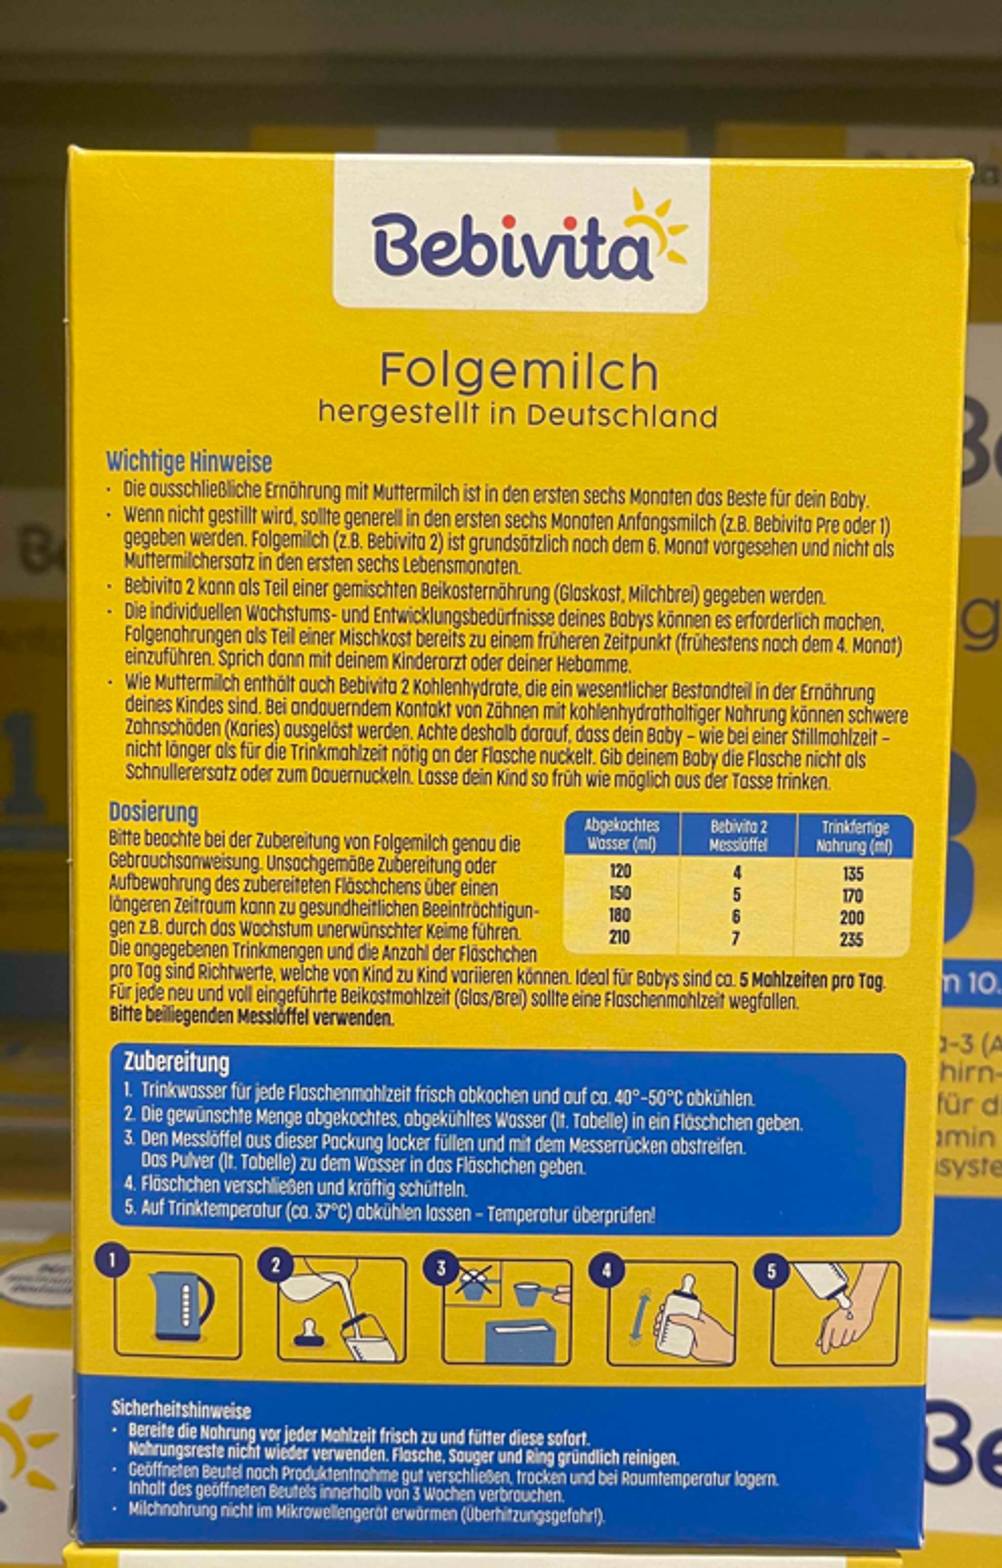 Bebivita
Folgemilch
hergestellt in Deutschland
Wichtige Hinweise
· Die ausschließliche Ernährung mit Muttermilch ist in den ersten sechs Monaten das Beste für dein Baby.
· Wenn nicht gestillt wird, sollte generell in den ersten sechs Monaten Anfangsmilch (z.B. Bebivita Pre oder 1)
gegeben werden. Folgemilch (z.B. Bebivita 2) ist grundsätzlich nach dem 6. Monat vorgesehen und nicht als
Muttermilchersatz in den ersten sechs Lebensmonaten.
· Bebivita 2 kann als Teil einer gemischten Beikosternährung (Glaskost, Milchbrei) gegeben werden.
· Die individuellen Wachstums- und Entwicklungsbedürfnisse deines Babys können es erforderlich machen,
Folgenahrungen als Teil einer Mischkost bereits zu einem früheren Zeitpunkt (frühestens nach dem 4. Monat)
einzuführen. Sprich dann mit deinem Kinderarzt oder deiner Hebamme.
· Wie Muttermilch enthält auch Bebivita 2 Kohlenhydrate, die ein wesentlicher Bestandteil in der Ernährung
deines Kindes sind. Bei andauerndem Kontakt von Zähnen mit kohlenhydrathaltiger Nahrung können schwere
Zahnschäden (Karies) ausgelöst werden. Achte deshalb darauf, dass dein Baby – wie bei einer Stillmahlzeit –
nicht länger als für die Trinkmahlzeit nötig an der Flasche nuckelt. Gib deinem Baby die Flasche nicht als
Schnullerersatz oder zum Dauernuckeln. Lasse dein Kind so früh wie möglich aus der Tasse trinken.
Dosierung
Bitte beachte bei der Zubereitung von Folgemilch genau die
Gebrauchsanweisung. Unsachgemäße Zubereitung oder
Aufbewahrung des zubereiteten Fläschchens über einen
längeren Zeitraum kann zu gesundheitlichen Beeinträchtigun-
gen z.B. durch das Wachstum unerwünschter Keime führen.
Die angegebenen Trinkmengen und die Anzahl der Fläschchen
pro Tag sind Richtwerte, welche von Kind zu Kind variieren können. Ideal für Babys sind ca. 5 Mahlzeiten pro Tag.
Für jede neu und voll eingeführte Beikostmahlzeit (Glas/Brei) sollte eine Flaschenmahlzeit wegfallen.
Bitte beiliegenden Messlöffel verwenden.
Abgekochtes Bebivita 2 Trinkfertige
Wasser (ml) Messlöffel Nahrung (ml)
120 4 135
150 5 170
180 6 200
210 7 235
Zubereitung
1. Trinkwasser für jede Flaschenmahlzeit frisch abkochen und auf ca. 40°-50°C abkühlen.
2. Die gewünschte Menge abgekochtes, abgekühltes Wasser (lt. Tabelle) in ein Fläschchen geben.
3. Den Messlöffel aus dieser Packung locker füllen und mit dem Messerrücken abstreifen.
Das Pulver (lt. Tabelle) zu dem Wasser in das Fläschchen geben.
4. Fläschchen verschließen und kräftig schütteln.
5. Auf Trinktemperatur (ca. 37°C) abkühlen lassen – Temperatur überprüfen!
1 2 3 4 5
Sicherheitshinweise
· Bereite die Nahrung vor jeder Mahlzeit frisch zu und fütter diese sofort.
Nahrungsreste nicht wieder verwenden. Flasche, Sauger und Ring gründlich reinigen.
· Geöffneten Beutel nach Produktentnahme gut verschließen, trocken und bei Raumtemperatur lagern.
Inhalt des geöffneten Beutels innerhalb von 3 Wochen verbrauchen.
· Milchnahrung nicht im Mikrowellengerät erwärmen (Überhitzungsgefahr!).
Be
1
n 10.
a-3 (A
hirn-
für d
amin
system
Be